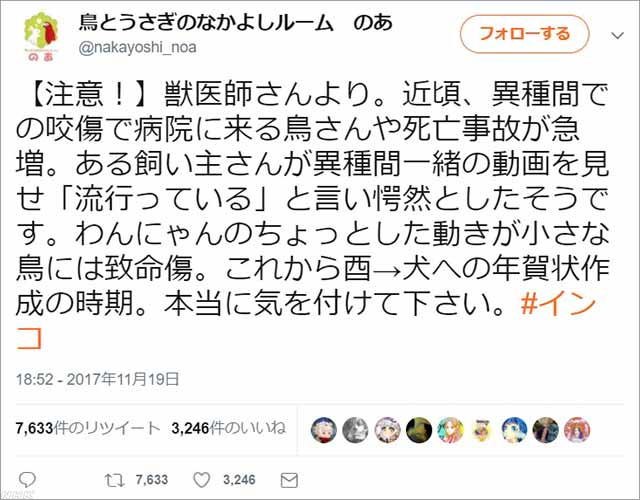 鳥とうさぎのなかよしルーム　のあ
@nakayoshi_noa
フォローする
のあ
【注意！】獣医師さんより。近頃、異種間で
の咬傷で病院に来る鳥さんや死亡事故が急
増。ある飼い主さんが異種間一緒の動画を見
せ「流行っている」と言い愕然としたそうで
す。わんにゃんのちょっとした動きが小さな
鳥には致命傷。これから酉→犬への年賀状作
成の時期。本当に気を付けて下さい。#イン
コ
18:52 - 2017年11月19日
7,633件のリツイート 3,246件のいいね
7,633 3,246